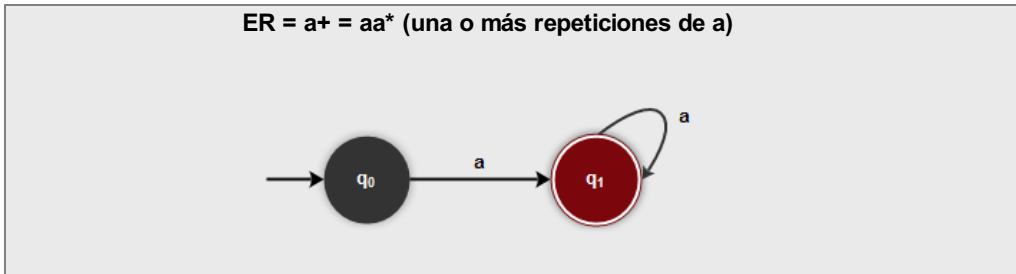 ER = a+ = aa* (una o más repeticiones de a)
a
a
q₀
q₁